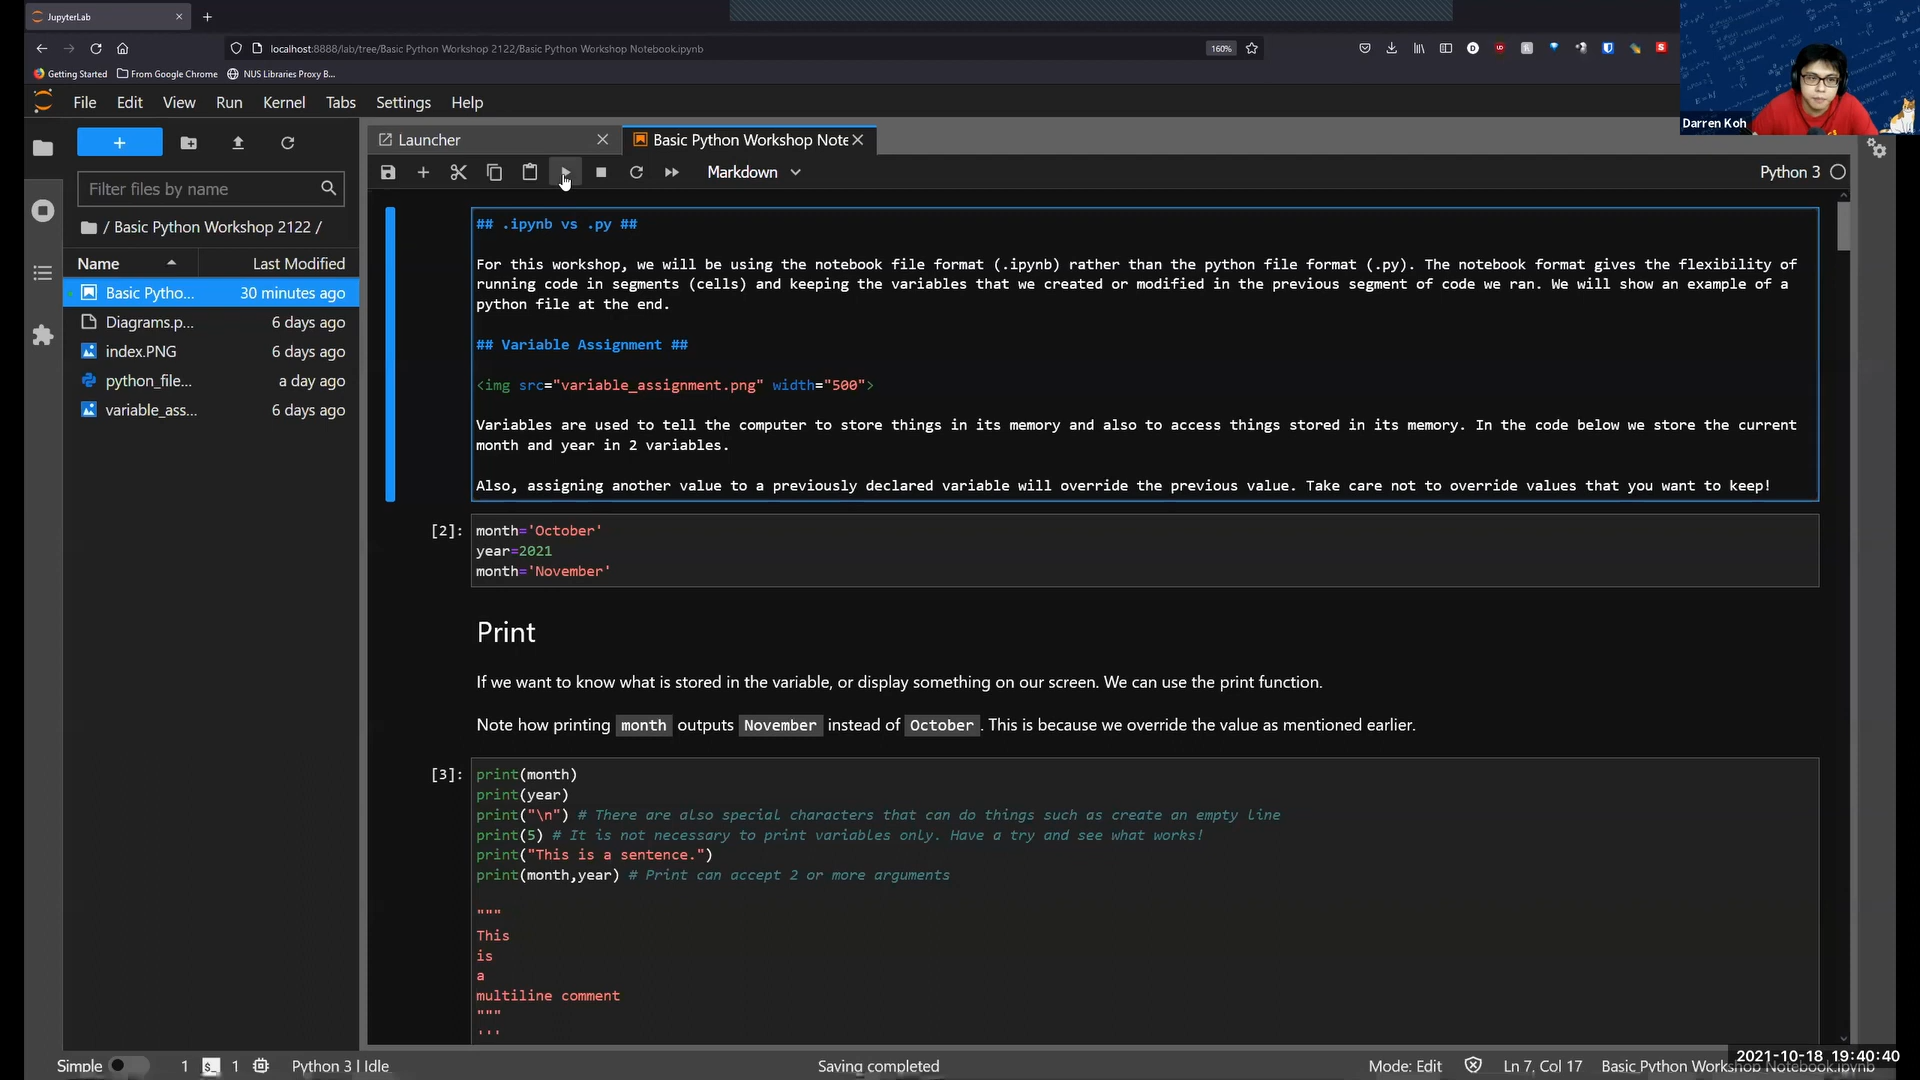 JupyterLab
localhost:8888/lab/tree/Basic Python Workshop 2122/Basic Python Workshop Notebook.ipynb
160%
Getting Started
From Google Chrome
NUS Libraries Proxy B...
Darren Koh
File Edit View Run Kernel Tabs Settings Help
Launcher
Basic Python Workshop Note
Filter files by name
Markdown
Python 3
/ Basic Python Workshop 2122 /
Name Last Modified
Basic Pytho... 30 minutes ago
Diagrams.p... 6 days ago
index.PNG 6 days ago
python_file... a day ago
variable_ass... 6 days ago
## .ipynb vs .py ##
For this workshop, we will be using the notebook file format (.ipynb) rather than the python file format (.py). The notebook format gives the flexibility of
running code in segments (cells) and keeping the variables that we created or modified in the previous segment of code we ran. We will show an example of a
python file at the end.
## Variable Assignment ##
<img src="variable_assignment.png" width="500">
Variables are used to tell the computer to store things in its memory and also to access things stored in its memory. In the code below we store the current
month and year in 2 variables.
Also, assigning another value to a previously declared variable will override the previous value. Take care not to override values that you want to keep!
[2]: month='October'
year=2021
month='November'
Print
If we want to know what is stored in the variable, or display something on our screen. We can use the print function.
Note how printing month outputs November instead of October. This is because we override the value as mentioned earlier.
[3]: print(month)
print(year)
print("\n") # There are also special characters that can do things such as create an empty line
print(5) # It is not necessary to print variables only. Have a try and see what works!
print("This is a sentence.")
print(month,year) # Print can accept 2 or more arguments
"""
This
is
a
multiline comment
"""
'''
Simple 1 1 Python 3 | Idle Saving completed Mode: Edit Ln 7, Col 17 Basic Python Workshop Notebook.ipynb
2021-10-18 19:40:40